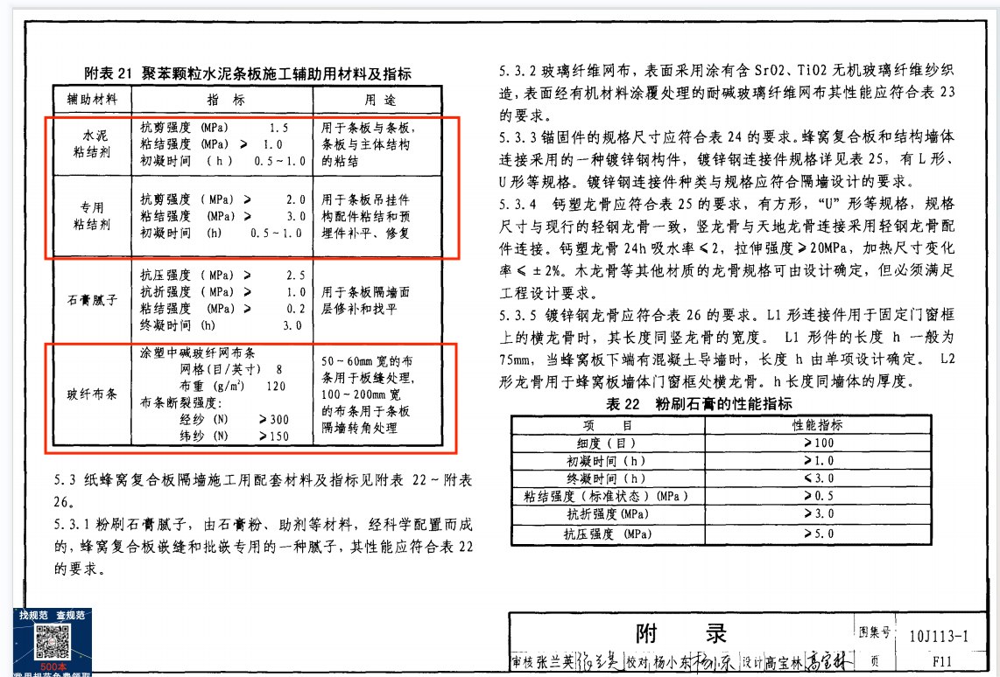 附表 21 聚苯颗粒水泥条板施工辅助用材料及指标
辅助材料 指 标 用 途
水泥
粘结剂
抗剪强度 (MPa) 1.5
粘结强度 (MPa) ≥ 1.0
初凝时间 (h) 0.5~1.0
用于条板与条板,
条板与主体结构
的粘结
专用
粘结剂
抗剪强度 (MPa) ≥ 2.0
粘结强度 (MPa) ≥ 3.0
初凝时间 (h) 0.5~1.0
用于条板吊挂件
构配件粘结和预
埋件补平、修复
石膏腻子
抗压强度 (MPa) ≥ 2.5
抗折强度 (MPa) ≥ 1.0
粘结强度 (MPa) ≥ 0.2
终凝时间 (h) 3.0
用于条板隔墙面
层修补和找平
玻纤布条
涂塑中碱玻纤网布条
网格(目/英寸) 8
布重 (g/㎡) 120
布条断裂强度:
经纱 (N) ≥300
纬纱 (N) ≥150
50~60mm 宽的布
条用于板缝处理,
100~200mm 宽
的布条用于条板
隔墙转角处理
5.3 纸蜂窝复合板隔墙施工用配套材料及指标见附表 22~附表
26。
5.3.1 粉刷石膏腻子, 由石膏粉、助剂等材料, 经科学配置而成
的, 蜂窝复合板嵌缝和批嵌专用的一种腻子, 其性能应符合表 22
的要求。
5.3.2 玻璃纤维网布, 表面采用涂有含 SrO2、TiO2 无机玻璃纤维纱织
造, 表面经有机材料涂覆处理的耐碱玻璃纤维网布其性能应符合表 23
的要求。
5.3.3 锚固件的规格尺寸应符合表 24 的要求。蜂窝复合板和结构墙体
连接采用的一种镀锌钢构件, 镀锌钢连接件规格详见表 25, 有 L 形、
U 形等规格。镀锌钢连接件种类与规格应符合隔墙设计的要求。
5.3.4 钙塑龙骨应符合表 25 的要求, 有方形, “U” 形等规格, 规格
尺寸与现行的轻钢龙骨一致, 竖龙骨与天地龙骨连接采用轻钢龙骨配
件连接。钙塑龙骨 24h 吸水率≤2, 拉伸强度≥20MPa, 加热尺寸变化
率≤ ±2%。木龙骨等其他材质的龙骨规格可由设计确定, 但必须满足
工程设计要求。
5.3.5 镀锌钢龙骨应符合表 26 的要求。L1 形连接件用于固定门窗框
上的横龙骨时, 其长度同竖龙骨的宽度。 L1 形件的长度 h 一般为
75mm, 当蜂窝板下端有混凝土导墙时, 长度 h 由单项设计确定。 L2
形龙骨用于蜂窝板墙体门窗框处横龙骨。h 长度同墙体的厚度。
表 22 粉刷石膏的性能指标
项 目 性能指标
细度 (目) ≥100
初凝时间 (h) ≥1.0
终凝时间 (h) ≤3.0
粘结强度 (标准状态) (MPa) ≥0.5
抗折强度 (MPa) ≥3.0
抗压强度 (MPa) ≥5.0
附 录 图集号 10J113-1
审核 张兰英 校对 杨小东 设计 高宝林 页 F11
找规范 查规范
500本
常用规范免费领取